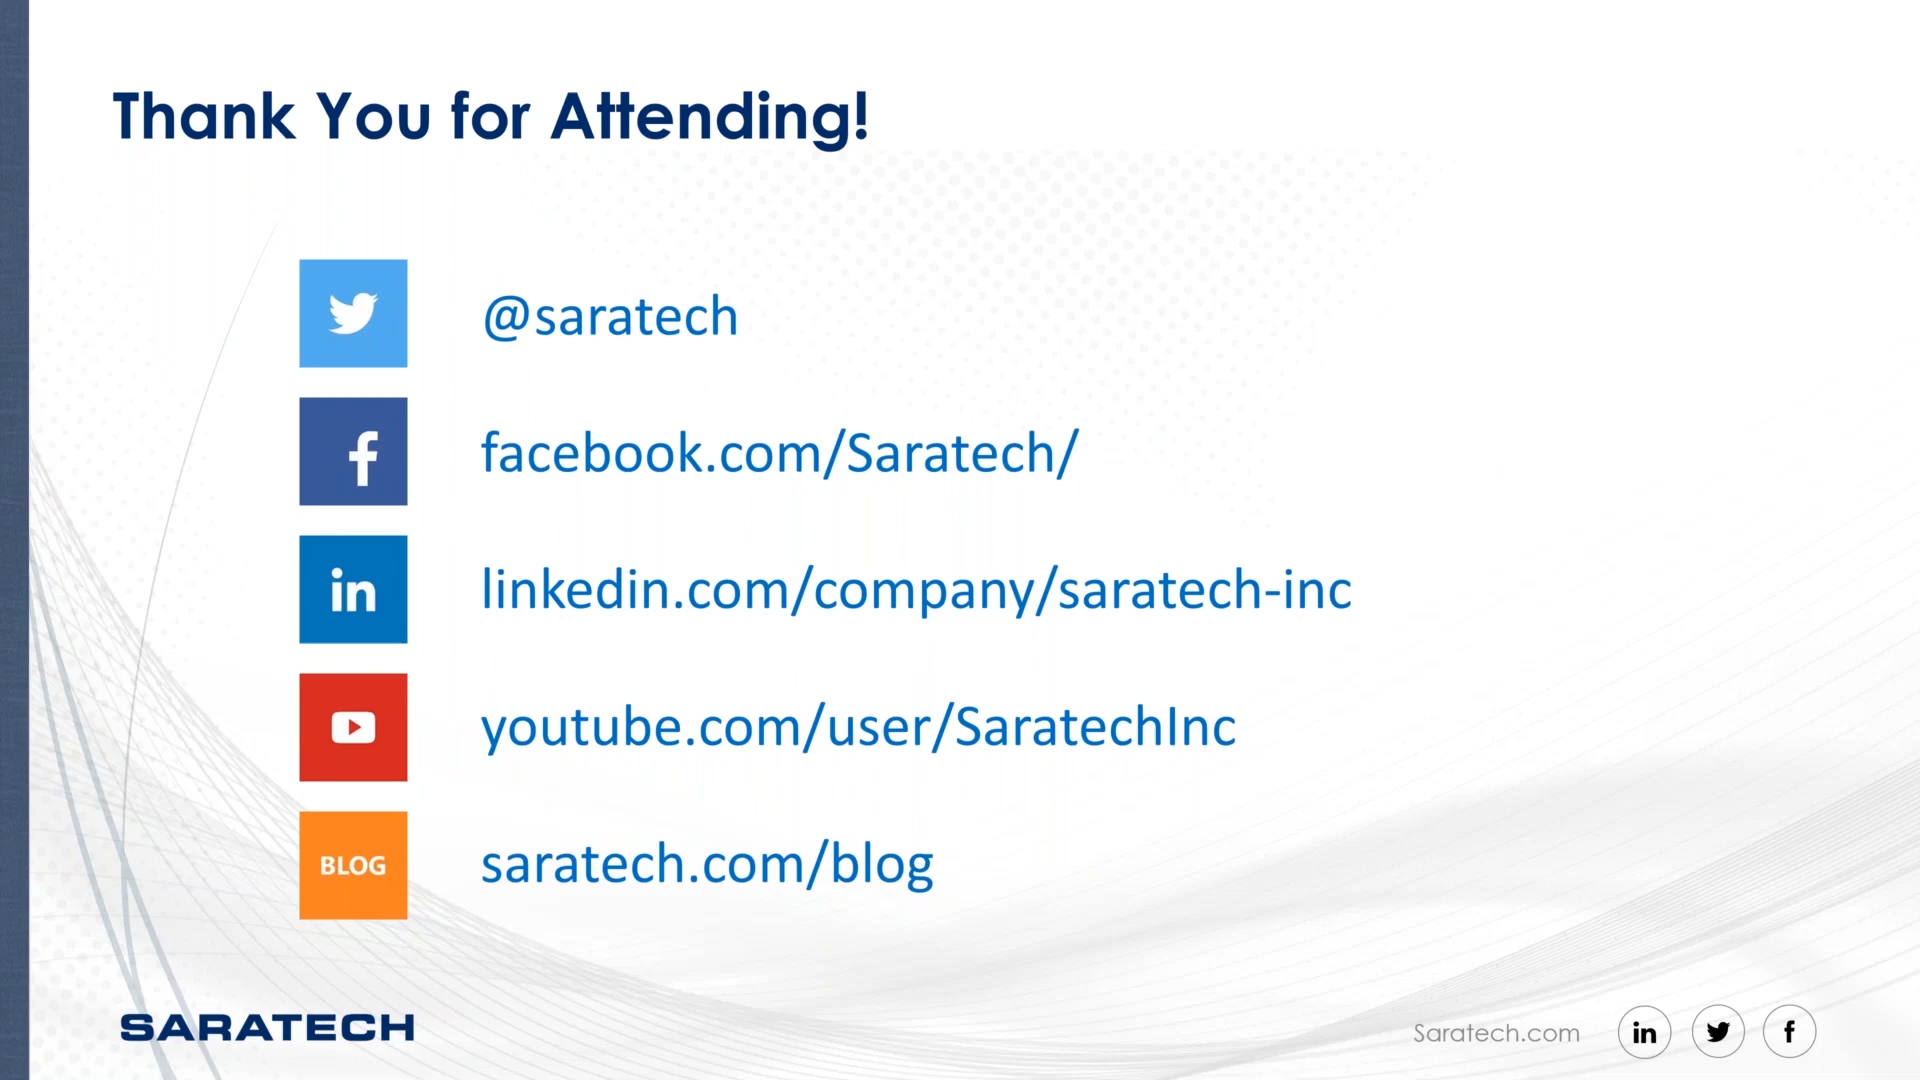 Thank You for Attending!
@saratech
facebook.com/Saratech/
in
linkedin.com/company/saratech-inc
youtube.com/user/SaratechInc
BLOG
saratech.com/blog
SARATECH
Saratech.com
in
f